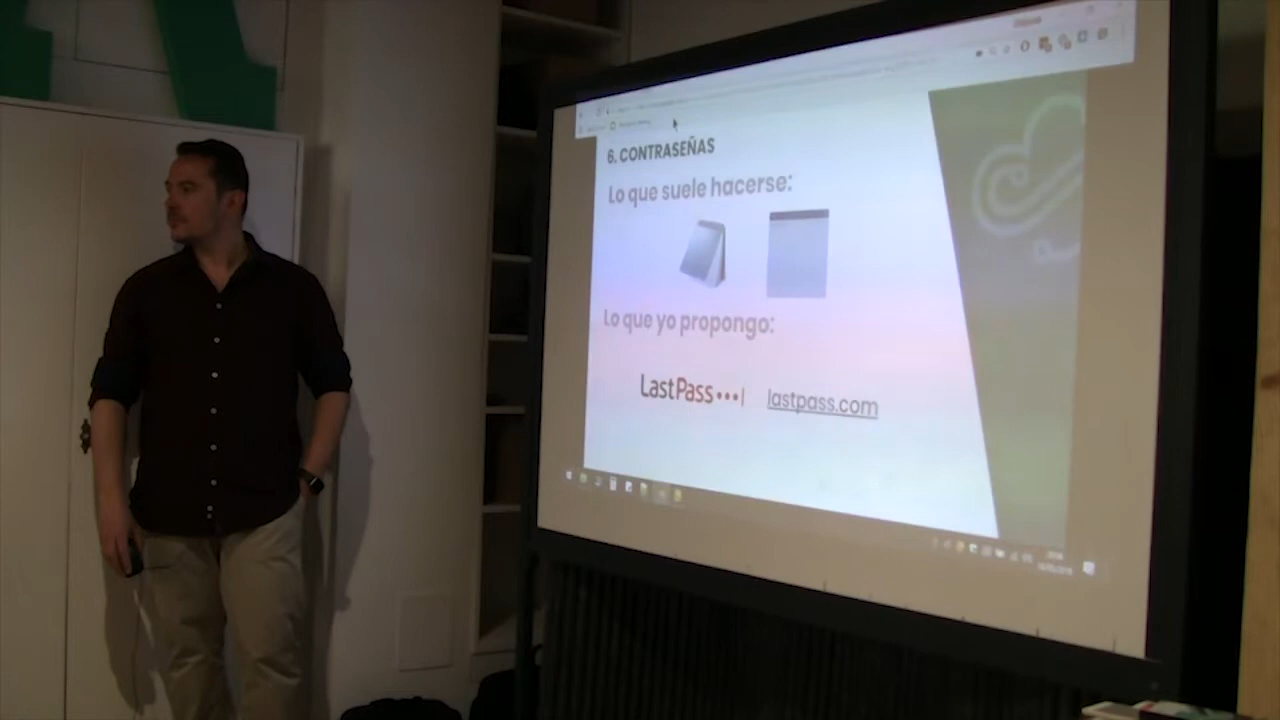 6. CONTRASEÑAS
Lo que suele hacerse:
Lo que yo propongo:
LastPass•••|
lastpass.com